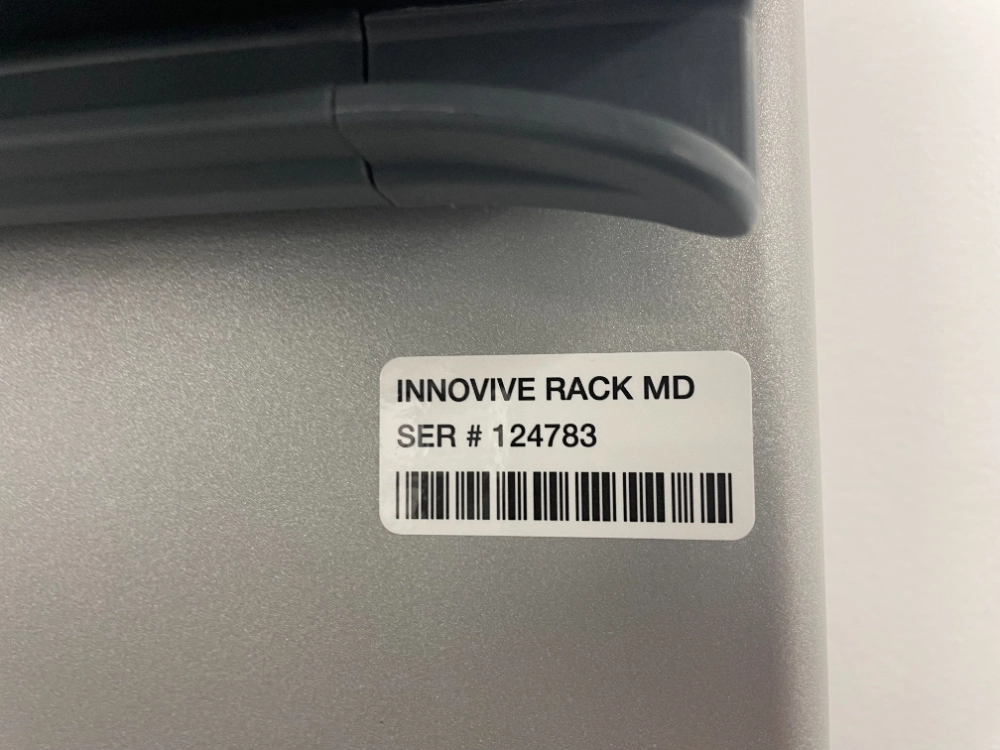 INNOVIVE RACK MD
SER # 124783